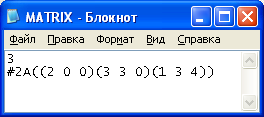 MATRIX - Блокнот
Файл Правка Формат Вид Справка
3
#2A((2 0 0)(3 3 0)(1 3 4))